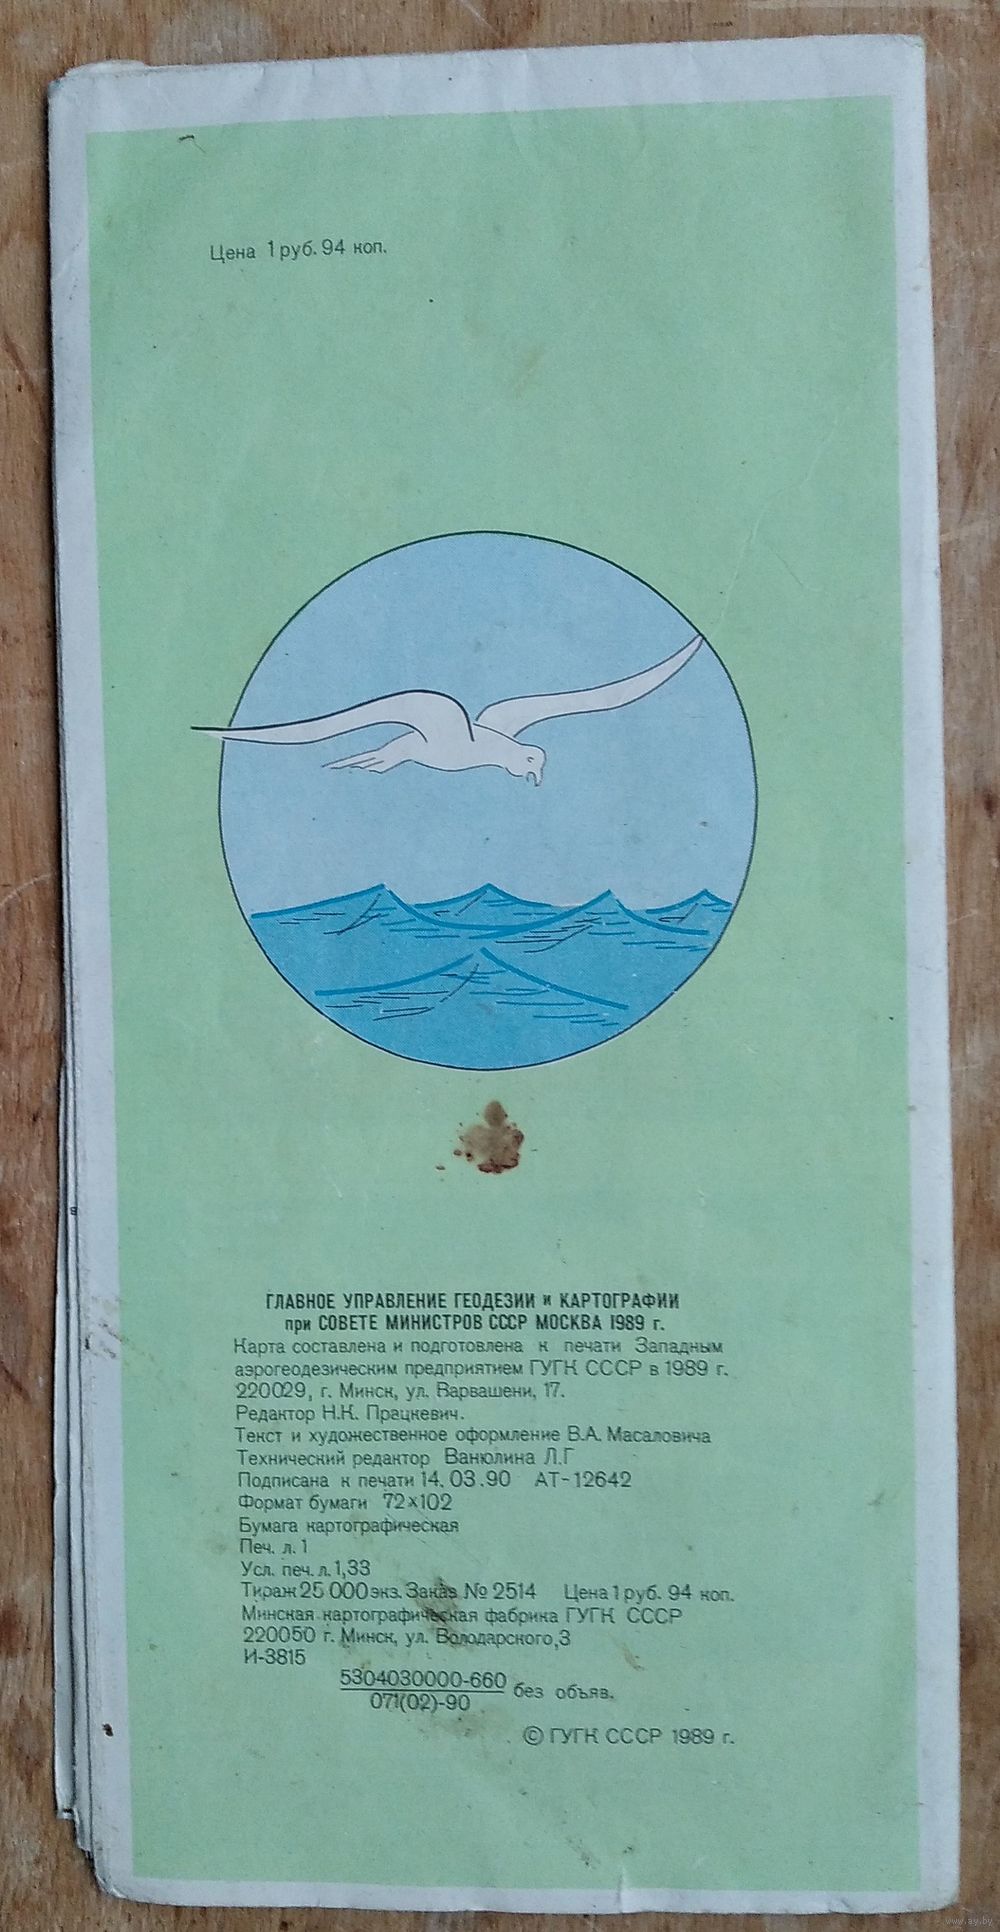 Цена 1 руб. 94 коп.
ГЛАВНОЕ УПРАВЛЕНИЕ ГЕОДЕЗИИ и КАРТОГРАФИИ
при СОВЕТЕ МИНИСТРОВ СССР МОСКВА 1989 г.
Карта составлена и подготовлена к печати Западным
аэрогеодезическим предприятием ГУГК СССР в 1989 г.
220029, г. Минск, ул. Варвашени, 17.
Редактор Н.К. Працкевич.
Текст и художественное оформление В.А. Масаловича
Технический редактор Ванюлина Л.Г
Подписана к печати 14.03.90 АТ-12642
Формат бумаги 72×102
Бумага картографическая
Печ. л. 1
Усл. печ. л. 1,33
Тираж 25 000 экз. Заказ № 2514 Цена 1 руб. 94 коп.
Минская картографическая фабрика ГУГК СССР
220050 г. Минск, ул. Володарского,3
И-3815
5304030000-660
071(02)-90 без объяв.
© ГУГК СССР 1989 г.
www.ay.by